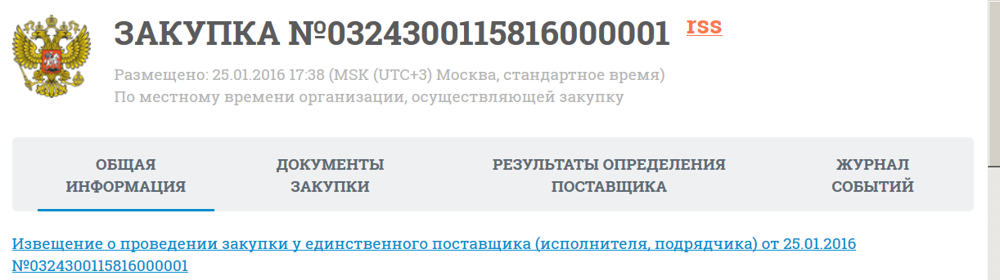 ЗАКУПКА №0324300115816000001 rss
Размещено: 25.01.2016 17:38 (MSK (UTC+3) Москва, стандартное время)
По местному времени организации, осуществляющей закупку
ОБЩАЯ ИНФОРМАЦИЯ
ДОКУМЕНТЫ ЗАКУПКИ
РЕЗУЛЬТАТЫ ОПРЕДЕЛЕНИЯ ПОСТАВЩИКА
ЖУРНАЛ СОБЫТИЙ
Извещение о проведении закупки у единственного поставщика (исполнителя, подрядчика) от 25.01.2016
№0324300115816000001